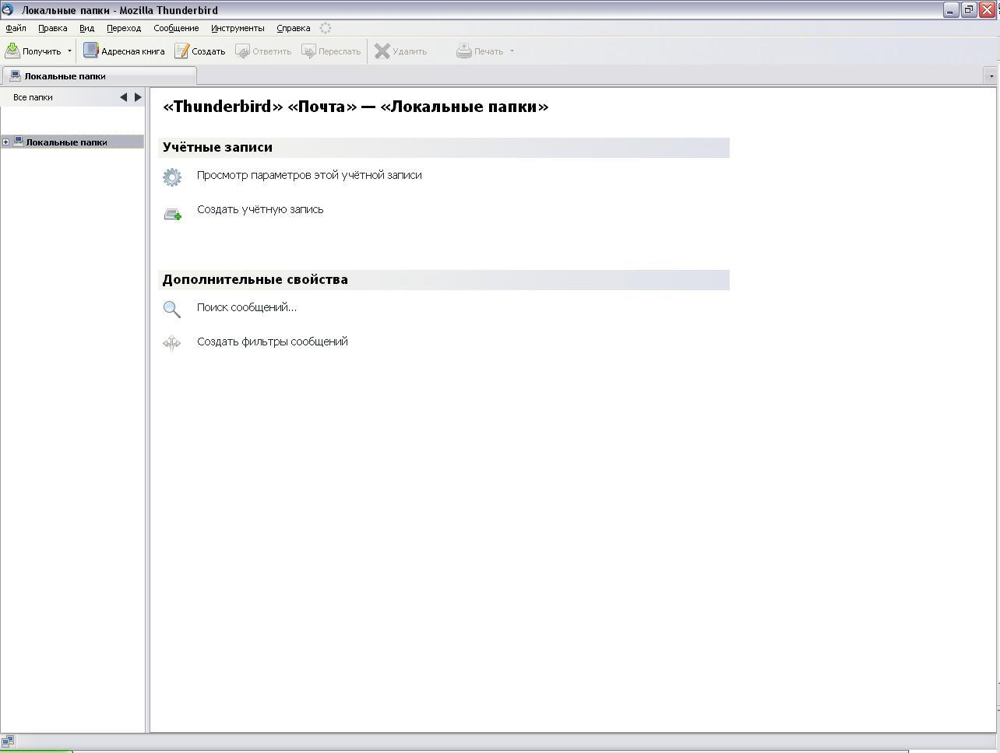 Локальные папки - Mozilla Thunderbird
Файл Правка Вид Переход Сообщение Инструменты Справка
Получить Адресная книга Создать Ответить Переслать Удалить Печать
Локальные папки
Все папки
Локальные папки
«Thunderbird» «Почта» — «Локальные папки»
Учётные записи
Просмотр параметров этой учётной записи
Создать учётную запись
Дополнительные свойства
Поиск сообщений...
Создать фильтры сообщений